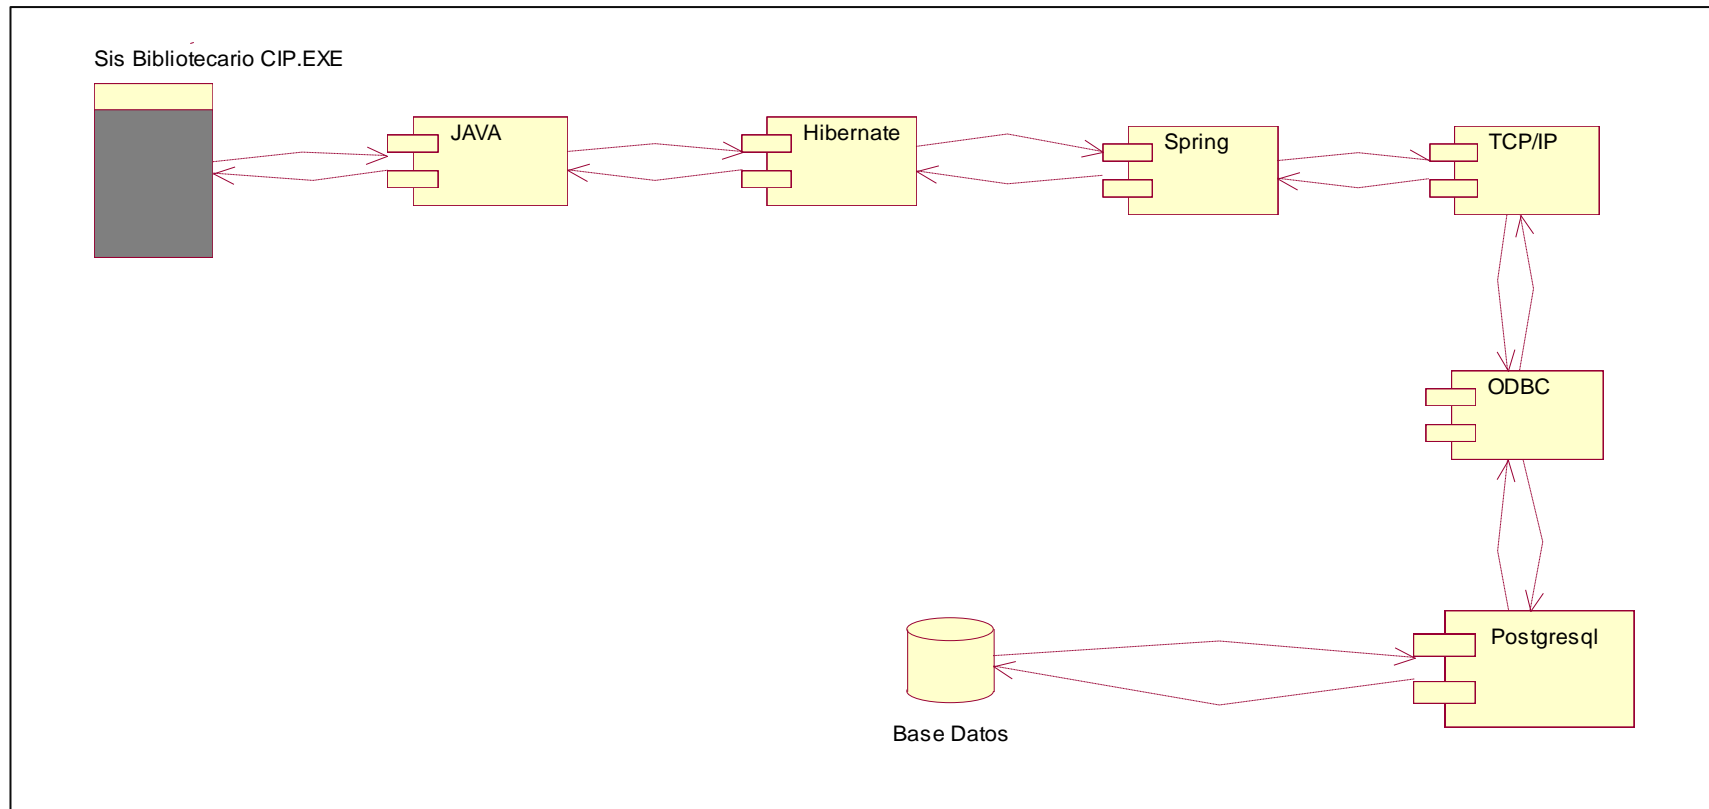 Sis Bibliotecario CIP.EXE
JAVA
Hibernate
Spring
TCP/IP
ODBC
Postgresql
Base Datos